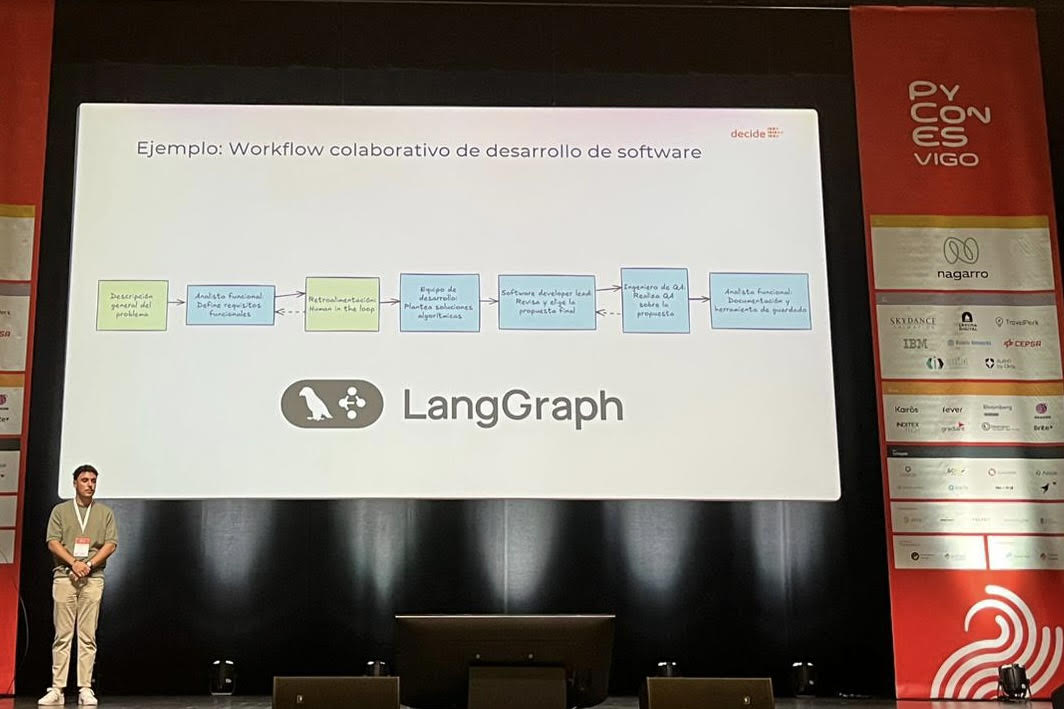 decide
Ejemplo: Workflow colaborativo de desarrollo de software
Descripción
general del
problema
Analista funcional:
Define requisitos
funcionales
Retroalimentación:
Human in the loop
Equipo de
desarrollo:
Plantea soluciones
algorítmicas
Software developer lead:
Revisa y elige la
propuesta final
Ingeniero de QA:
Realiza QA
sobre la
propuesta
Analista funcional:
Documentación y
herramienta de guardado
LangGraph
PY
CON
ES
VIGO
nagarro
SKYDANCE
ANIMATION
TravelPerk
IBM
CEPSA
Kairós
fever
Bloomberg
INDITEX
TECH
gradiant
Brite